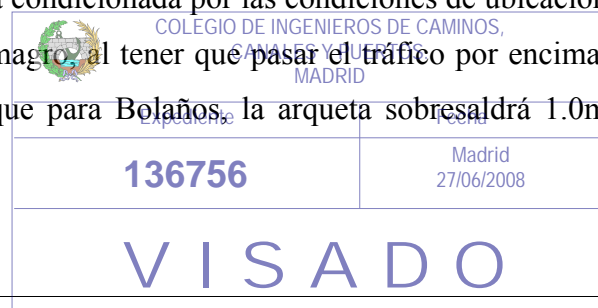 condicionada por las condiciones de ubicación
COLEGIO DE INGENIEROS DE CAMINOS,
magro, al tener que pasar el tráfico por encima
CANALES Y PUERTOS
MADRID
que para Bolaños, la arqueta sobresaldrá 1.0m
Expediente Fecha
136756
Madrid
27/06/2008
VISADO